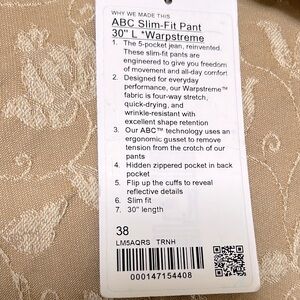 WHY WE MADE THIS
ABC Slim-Fit Pant
30" L *Warpstreme
1. The 5-pocket jean, reinvented.
These slim-fit pants are
engineered to give you freedom
of movement and all-day comfort
2. Designed for everyday
performance, our Warpstreme™
fabric is four-way stretch,
quick-drying, and
wrinkle-resistant with
excellent shape retention
3. Our ABC™ technology uses an
ergonomic gusset to remove
tension from the crotch of our
pants
4. Hidden zippered pocket in back
pocket
5. Flip up the cuffs to reveal
reflective details
6. Slim fit
7. 30" length
38
LM5AQRS TRNH
000147154408